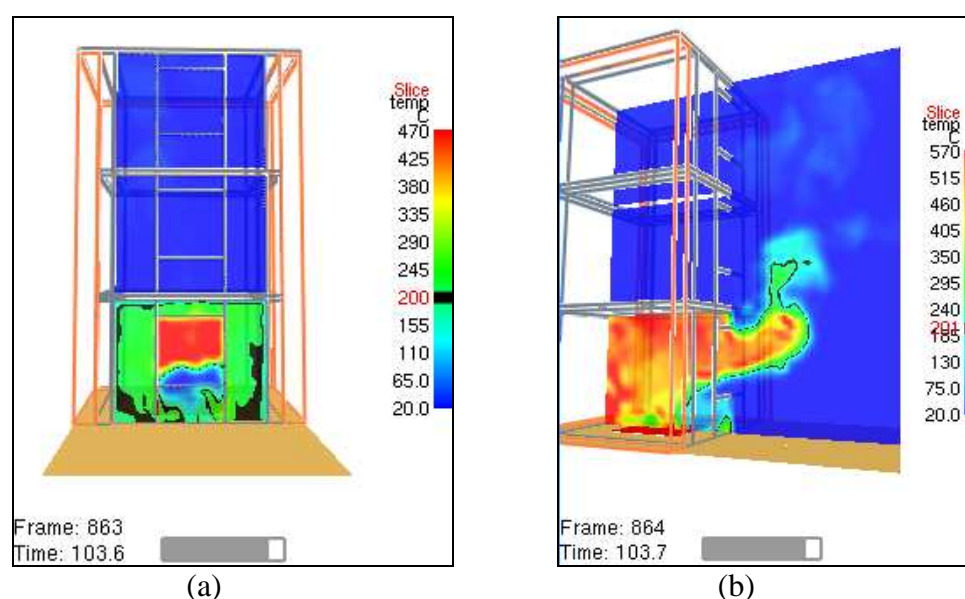 Slice
temp
C
470
425
380
335
290
245
200
155
110
65.0
20.0
Frame: 863
Time: 103.6
(a)
Slice
temp
C
570
515
460
405
350
295
240
201
185
130
75.0
20.0
Frame: 864
Time: 103.7
(b)